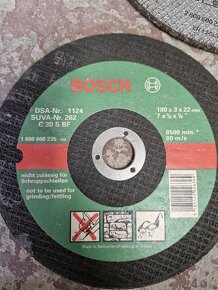 BOSCH
DSA-Nr. 1124
SUVA-Nr. 262
C 30 S BF
180 x 3 x 22 mm
7 x ⅛ x ⅞
1 608 600 235
8500 min⁻¹
80 m/s
nicht zulässig für
Schruppschleifen
not to be used for
grinding/fettling
Made in Switzerland